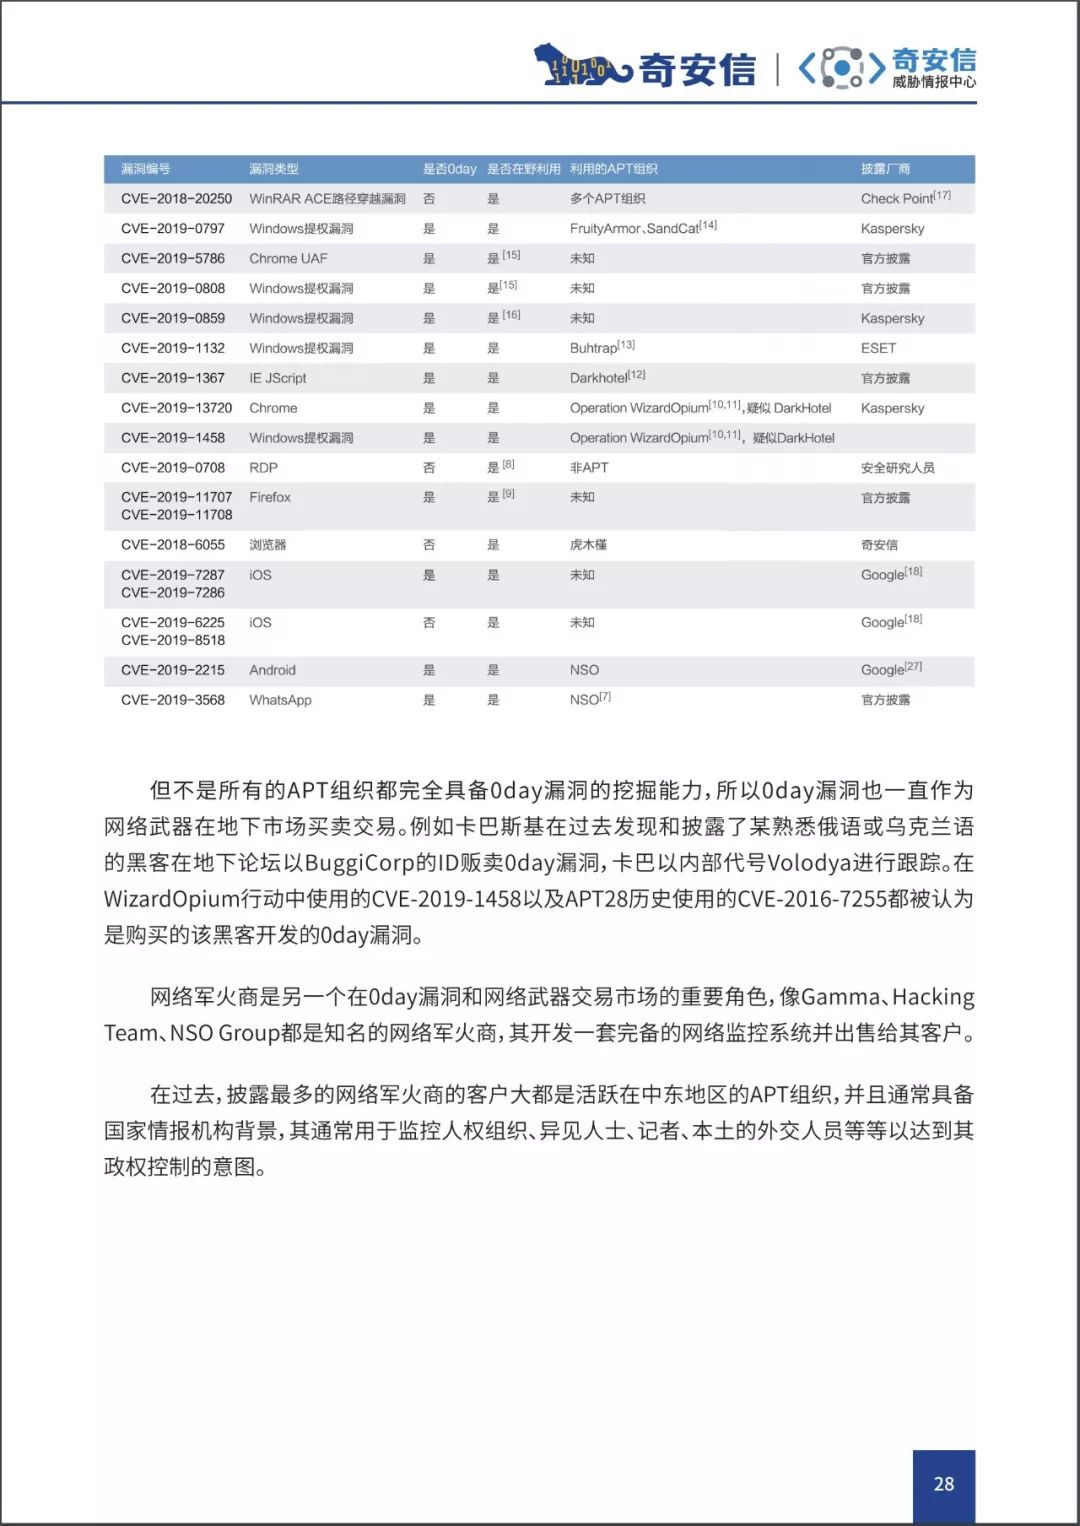 奇安信 奇安信
威胁情报中心
漏洞编号 漏洞类型 是否0day 是否在野利用 利用的APT组织 披露厂商
CVE-2018-20250 WinRAR ACE路径穿越漏洞 否 是 多个APT组织 Check Point[17]
CVE-2019-0797 Windows提权漏洞 是 是 FruityArmor、SandCat[14] Kaspersky
CVE-2019-5786 Chrome UAF 是 是[15] 未知 官方披露
CVE-2019-0808 Windows提权漏洞 是 是[15] 未知 官方披露
CVE-2019-0859 Windows提权漏洞 是 是[16] 未知 Kaspersky
CVE-2019-1132 Windows提权漏洞 是 是 Buhtrap[13] ESET
CVE-2019-1367 IE JScript 是 是 Darkhotel[12] 官方披露
CVE-2019-13720 Chrome 是 是 Operation WizardOpium[10,11],疑似 DarkHotel Kaspersky
CVE-2019-1458 Windows提权漏洞 是 是 Operation WizardOpium[10,11]，疑似DarkHotel
CVE-2019-0708 RDP 否 是[8] 非APT 安全研究人员
CVE-2019-11707 Firefox 是 是[9] 未知 官方披露
CVE-2019-11708
CVE-2018-6055 浏览器 否 是 虎木槿 奇安信
CVE-2019-7287 iOS 是 是 未知 Google[18]
CVE-2019-7286
CVE-2019-6225 iOS 否 是 未知 Google[18]
CVE-2019-8518
CVE-2019-2215 Android 是 是 NSO Google[27]
CVE-2019-3568 WhatsApp 是 是 NSO[7] 官方披露
但不是所有的APT组织都完全具备0day漏洞的挖掘能力，所以0day漏洞也一直作为
网络武器在地下市场买卖交易。例如卡巴斯基在过去发现和披露了某熟悉俄语或乌克兰语
的黑客在地下论坛以BuggiCorp的ID贩卖0day漏洞，卡巴以内部代号Volodya进行跟踪。在
WizardOpium行动中使用的CVE-2019-1458以及APT28历史使用的CVE-2016-7255都被认为
是购买的该黑客开发的0day漏洞。
网络军火商是另一个在0day漏洞和网络武器交易市场的重要角色，像Gamma、Hacking
Team、NSO Group都是知名的网络军火商，其开发一套完备的网络监控系统并出售给其客户。
在过去，披露最多的网络军火商的客户大都是活跃在中东地区的APT组织，并且通常具备
国家情报机构背景，其通常用于监控人权组织、异见人士、记者、本土的外交人员等等以达到其
政权控制的意图。
28